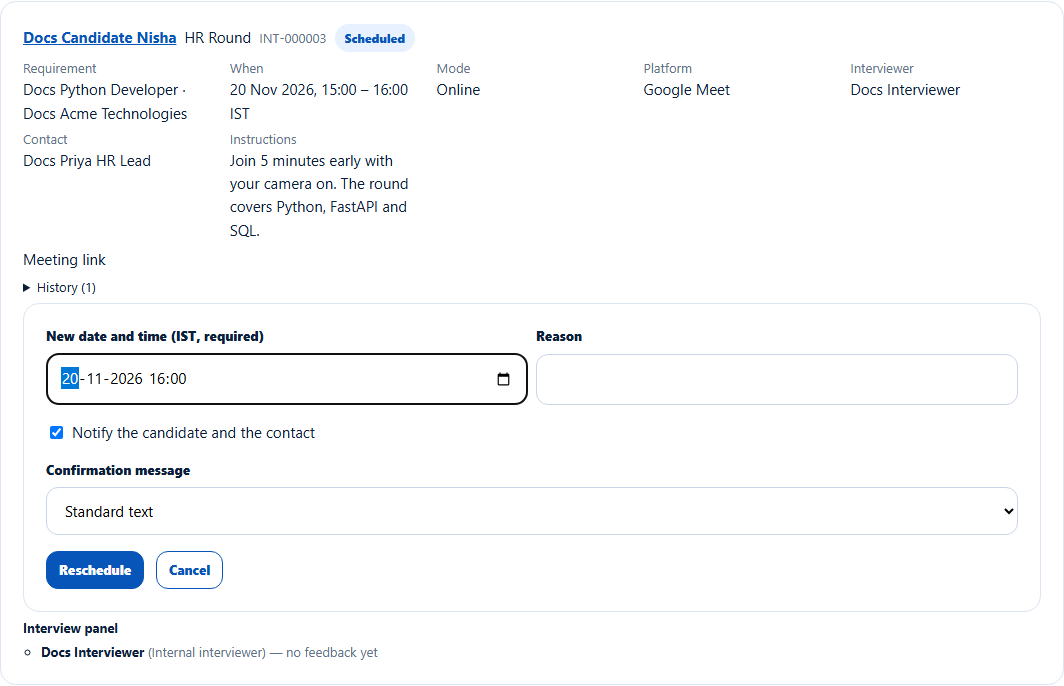 Docs Candidate Nisha HR Round INT-000003 Scheduled
Requirement When Mode Platform Interviewer
Docs Python Developer · 20 Nov 2026, 15:00 – 16:00 Online Google Meet Docs Interviewer
Docs Acme Technologies IST
Contact Instructions
Docs Priya HR Lead Join 5 minutes early with
your camera on. The round
covers Python, FastAPI and
SQL.
Meeting link
History (1)
New date and time (IST, required) Reason
20-11-2026 16:00
Notify the candidate and the contact
Confirmation message
Standard text
Reschedule Cancel
Interview panel
Docs Interviewer (Internal interviewer) — no feedback yet